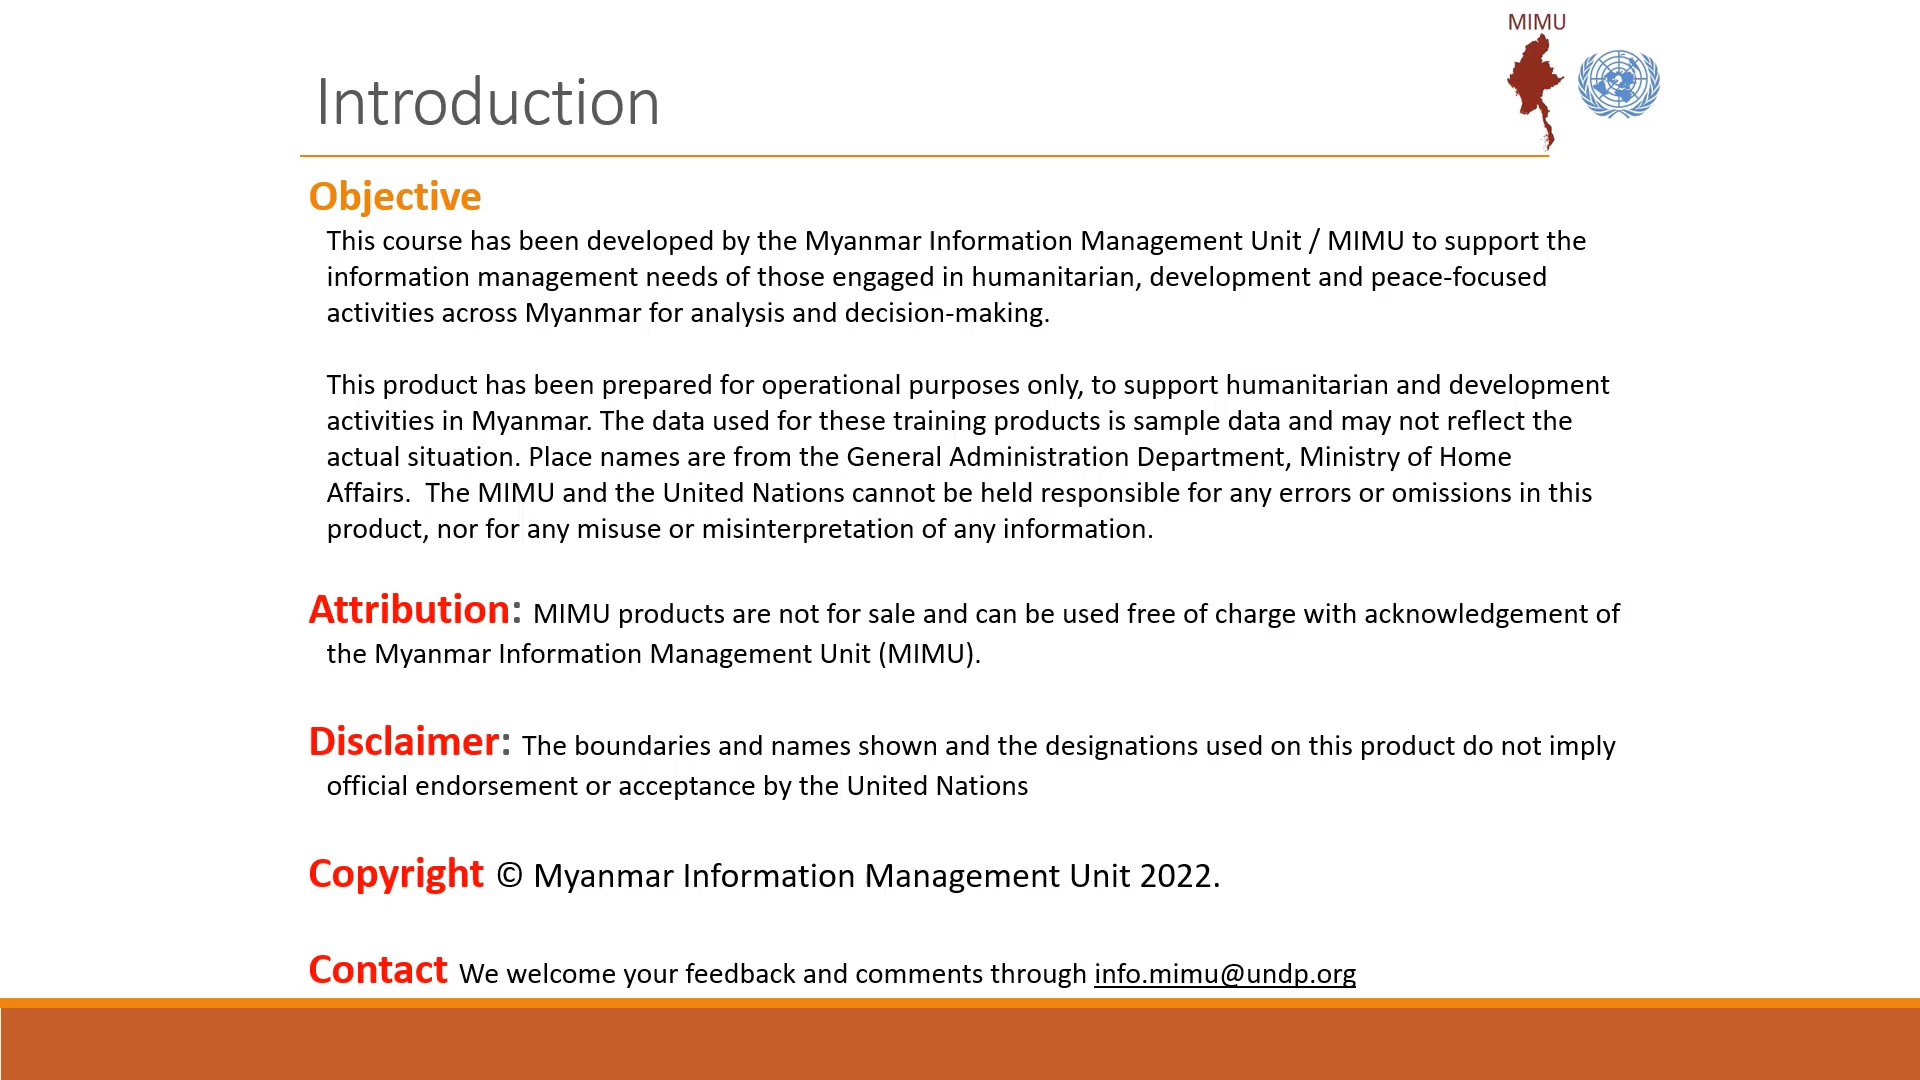 MIMU
Introduction
Objective
This course has been developed by the Myanmar Information Management Unit / MIMU to support the
information management needs of those engaged in humanitarian, development and peace-focused
activities across Myanmar for analysis and decision-making.
This product has been prepared for operational purposes only, to support humanitarian and development
activities in Myanmar. The data used for these training products is sample data and may not reflect the
actual situation. Place names are from the General Administration Department, Ministry of Home
Affairs.  The MIMU and the United Nations cannot be held responsible for any errors or omissions in this
product, nor for any misuse or misinterpretation of any information.
Attribution: MIMU products are not for sale and can be used free of charge with acknowledgement of
the Myanmar Information Management Unit (MIMU).
Disclaimer: The boundaries and names shown and the designations used on this product do not imply
official endorsement or acceptance by the United Nations
Copyright © Myanmar Information Management Unit 2022.
Contact We welcome your feedback and comments through info.mimu@undp.org